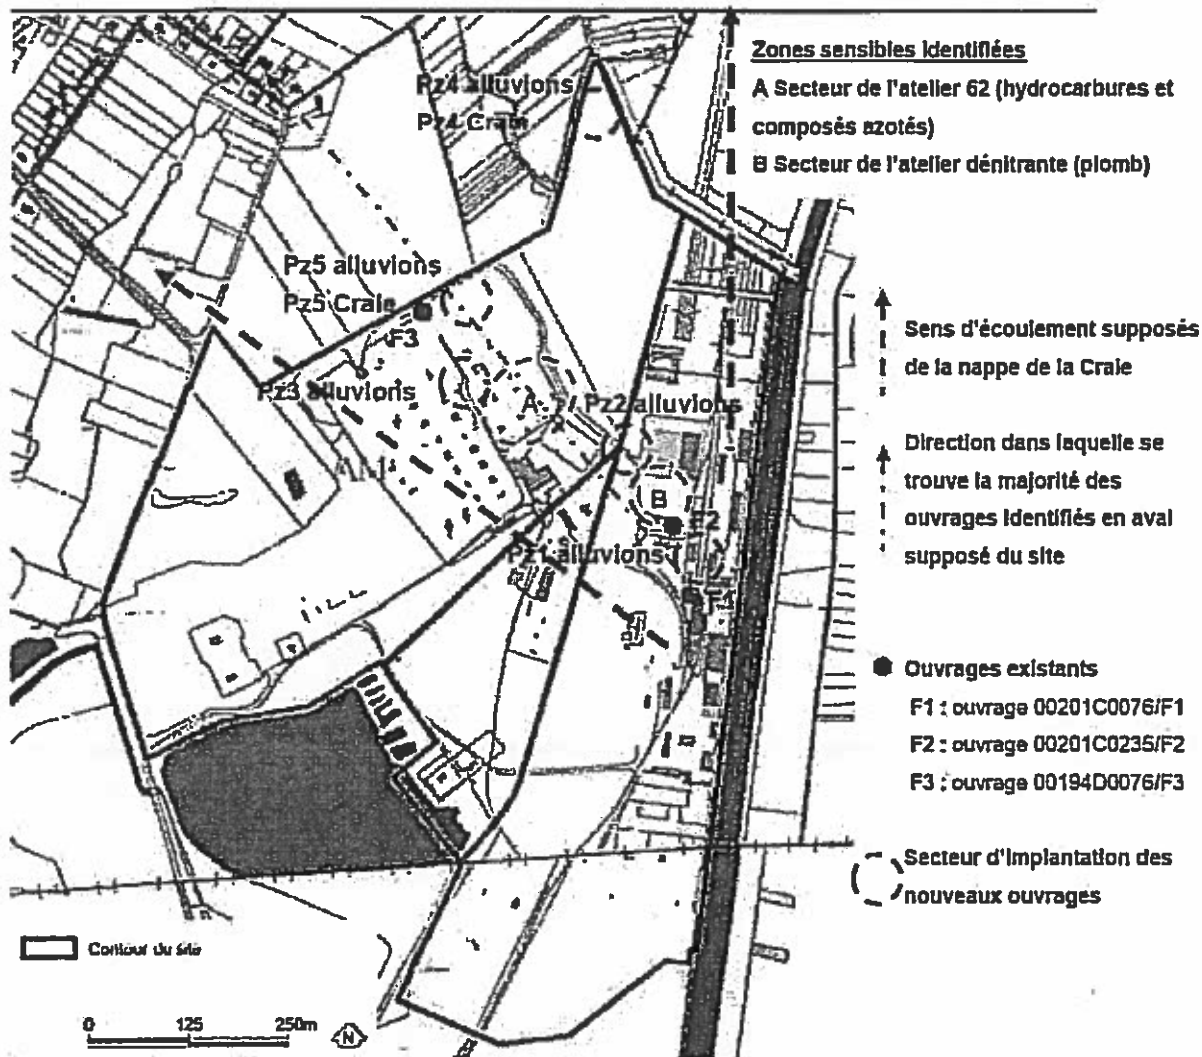 Zones sensibles identifiées
A Secteur de l'atelier 62 (hydrocarbures et
composés azotés)
B Secteur de l'atelier dénitrante (plomb)
Pz4 alluvions
Pz4 Craie
Pz5 alluvions
Pz5 Craie
F3
Pz3 alluvions
A
Pz2 alluvions
AM
B
F2
Pz1 alluvions
F1
Sens d'écoulement supposés
de la nappe de la Craie
Direction dans laquelle se
trouve la majorité des
ouvrages identifiés en aval
supposé du site
Ouvrages existants
F1 : ouvrage 00201C0076/F1
F2 : ouvrage 00201C0235/F2
F3 : ouvrage 00194D0076/F3
Secteur d'implantation des
nouveaux ouvrages
Contour du site
0 125 250m
N